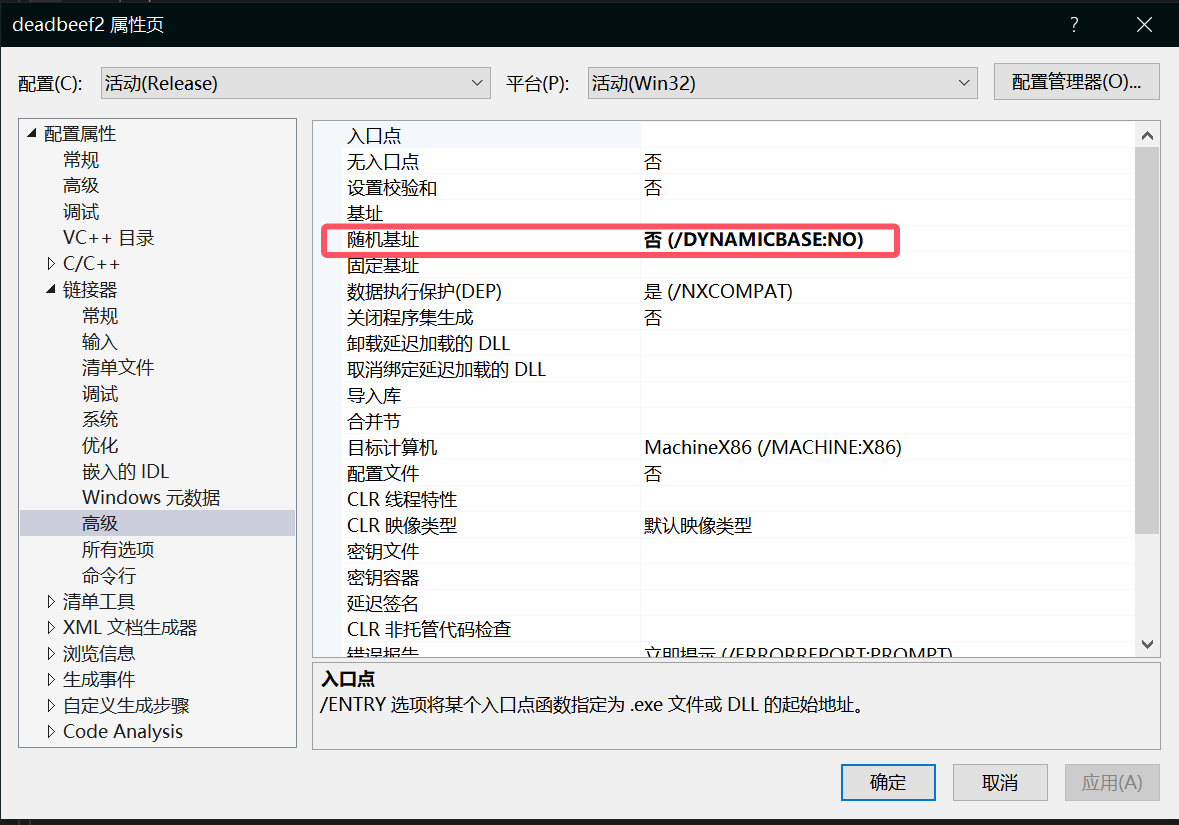 deadbeef2 属性页
?
配置(C):
活动(Release)
平台(P):
活动(Win32)
配置管理器(O)...
配置属性
常规
高级
调试
VC++ 目录
C/C++
链接器
常规
输入
清单文件
调试
系统
优化
嵌入的 IDL
Windows 元数据
高级
所有选项
命令行
清单工具
XML 文档生成器
浏览信息
生成事件
自定义生成步骤
Code Analysis
入口点
无入口点 否
设置校验和 否
基址
随机基址 否 (/DYNAMICBASE:NO)
固定基址
数据执行保护(DEP) 是 (/NXCOMPAT)
关闭程序集生成 否
卸载延迟加载的 DLL
取消绑定延迟加载的 DLL
导入库
合并节
目标计算机 MachineX86 (/MACHINE:X86)
配置文件 否
CLR 线程特性
CLR 映像类型 默认映像类型
密钥文件
密钥容器
延迟签名
CLR 非托管代码检查
错误报告 立即提示 (/ERRORREPORT:PROMPT)
入口点
/ENTRY 选项将某个入口点函数指定为 .exe 文件或 DLL 的起始地址。
确定
取消
应用(A)